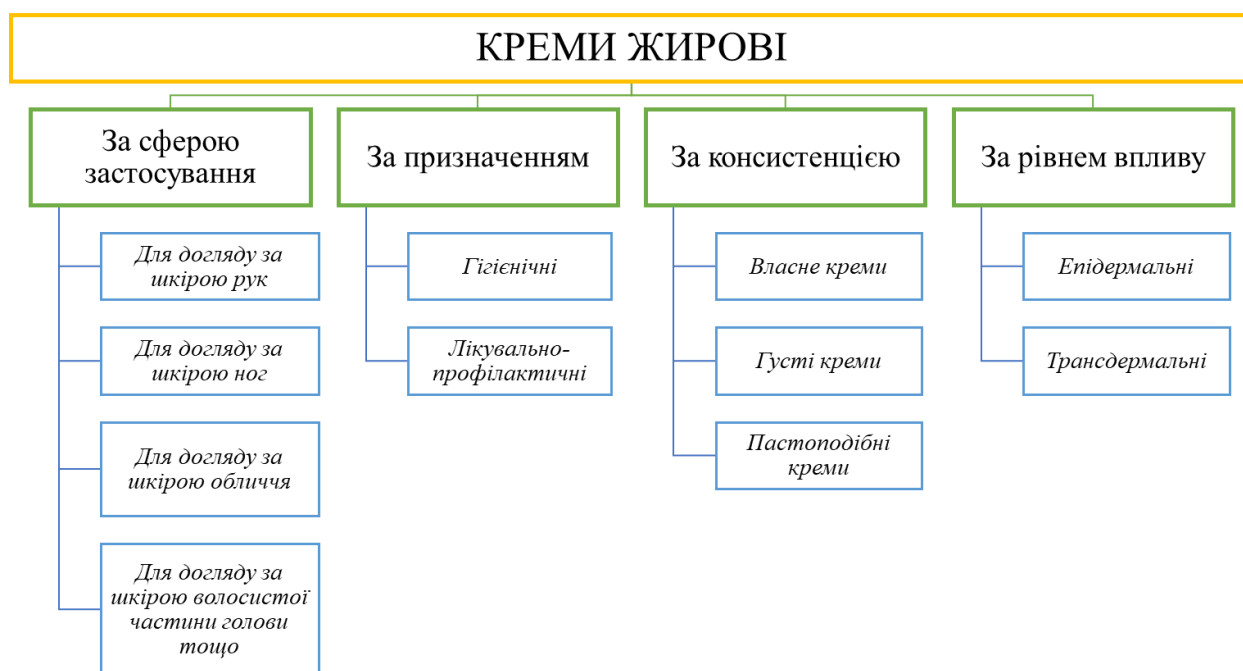 КРЕМИ ЖИРОВІ
За сферою
застосування
Для догляду за
шкірою рук
Для догляду за
шкірою ног
Для догляду за
шкірою обличчя
Для догляду за
шкірою волосистої
частини голови
тощо
За призначенням
Гігієнічні
Лікувально-
профілактичні
За консистенцією
Власне креми
Густі креми
Пастоподібні
креми
За рівнем впливу
Епідермальні
Трансдермальні